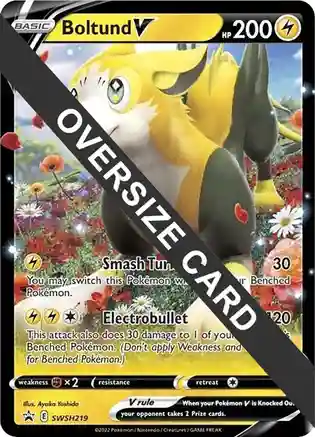 BASIC
Boltund V
HP 200
OVERSIZE CARD
Smash Tur
30
You may switch this Pokémon with your Benched
Pokémon.
Electrobullet
120
This attack also does 30 damage to 1 of your
Benched Pokémon. (Don't apply Weakness and
for Benched Pokémon.)
weakness ×2 resistance retreat
Illus. Ayaka Yoshida
E SWSH219
V rule
When your Pokémon V is Knocked Out,
your opponent takes 2 Prize cards.
©2022 Pokémon / Nintendo / Creatures / GAME FREAK